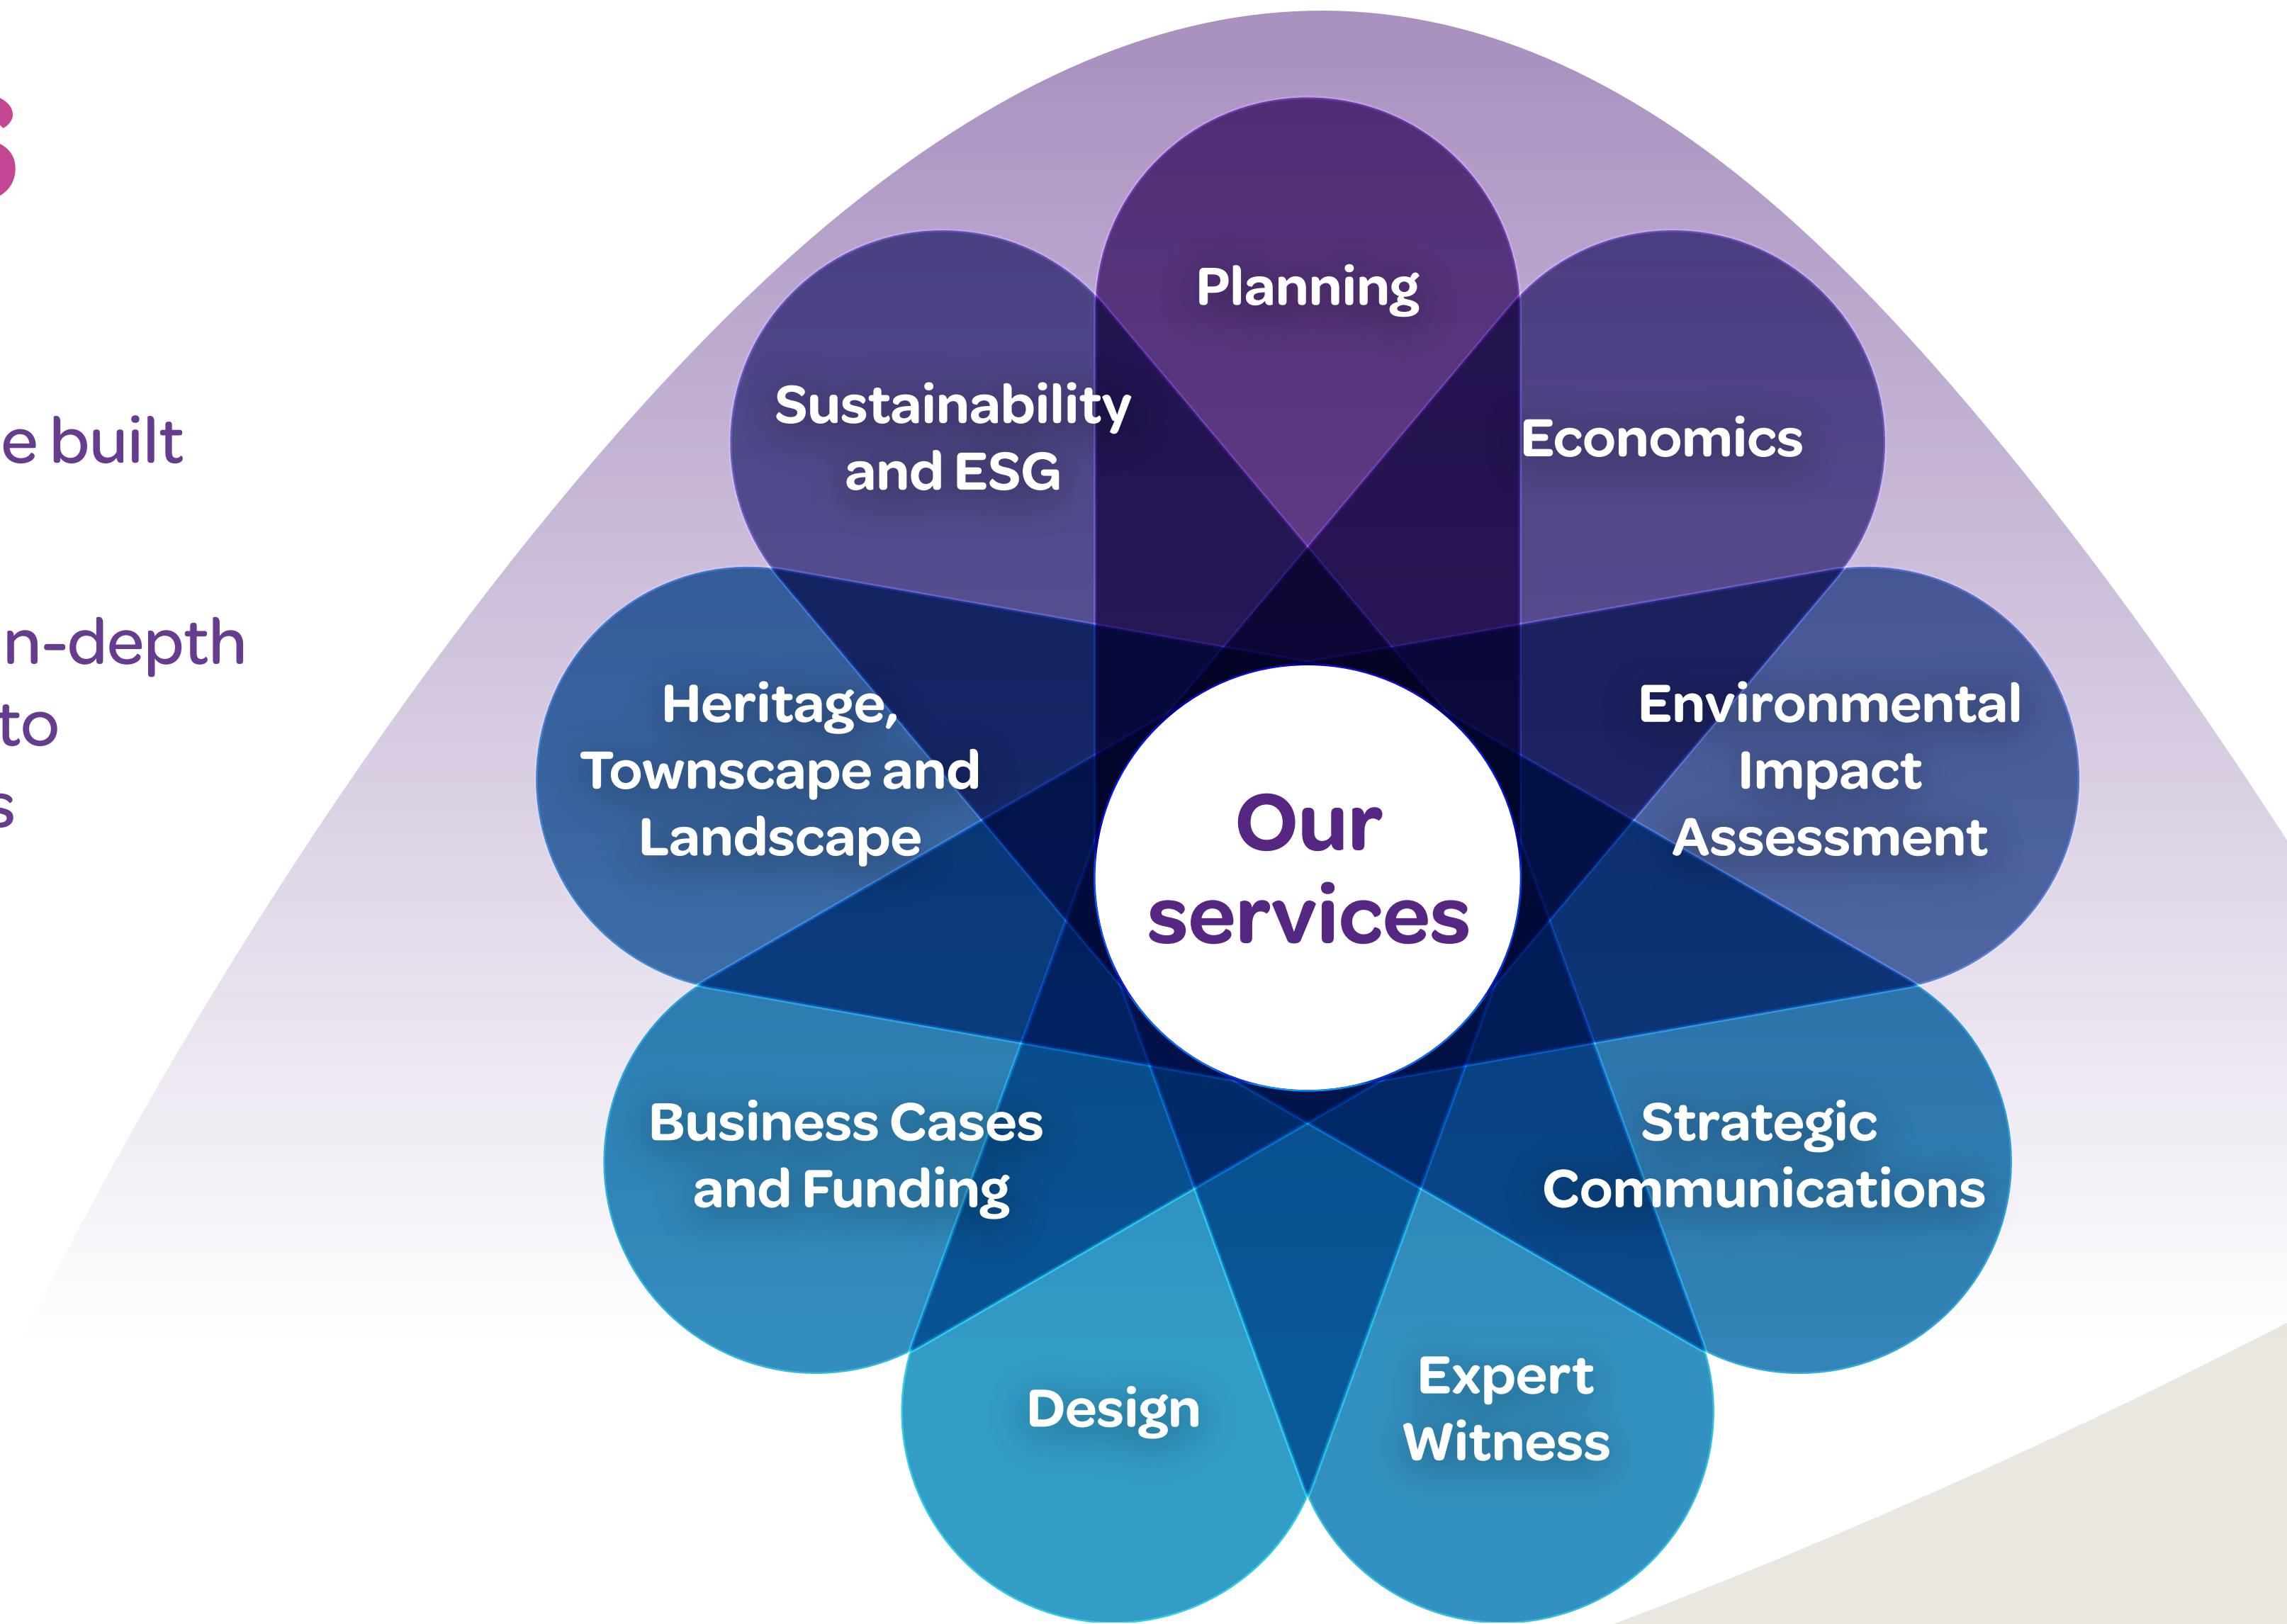 e built
n-depth
to
s
Planning
Economics
Environmental
Impact
Assessment
Strategic
Communications
Expert
Witness
Design
Business Cases
and Funding
Heritage,
Townscape and
Landscape
Sustainability
and ESG
Our
services